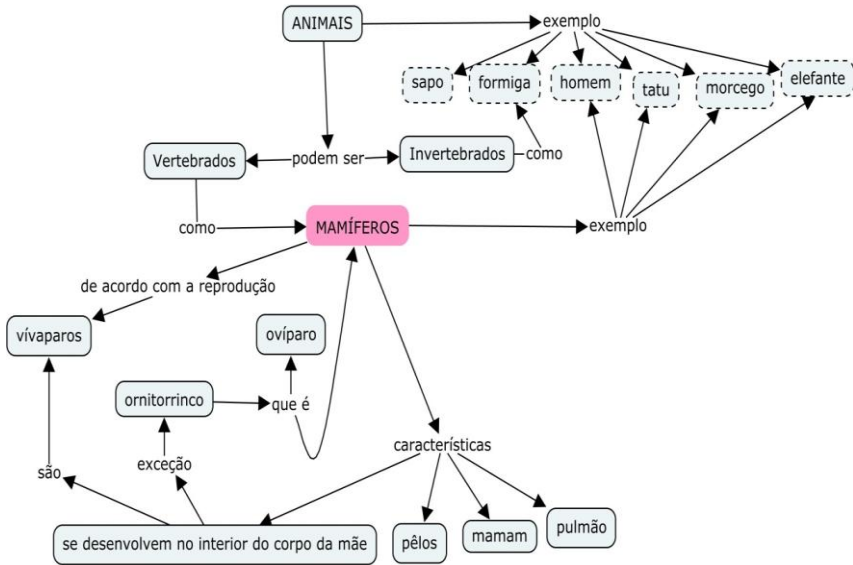 ANIMAIS
exemplo
sapo
formiga
homem
tatu
morcego
elefante
Vertebrados
podem ser
Invertebrados
como
como
MAMÍFEROS
exemplo
de acordo com a reprodução
vívaparos
ovíparo
ornitorrinco
que é
características
são
exceção
se desenvolvem no interior do corpo da mãe
pêlos
mamam
pulmão